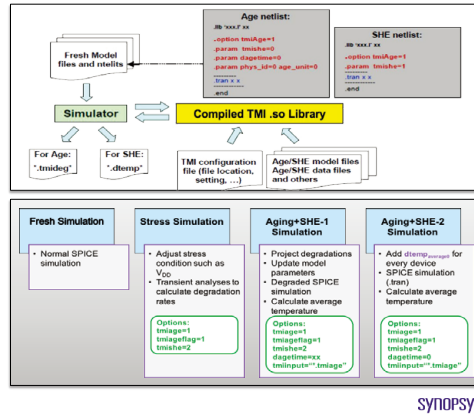 Age netlist:
.lib 'xxx.l' xx
.option tmiAge=1
.param tmishe=0
.param dagetime=0
.param phys_id=0 age_unit=0
.tran x x
.end
SHE netlist:
.lib 'xxx.l' xx
.option tmiAge=1
.param tmishe=1
.tran x x
.end
Fresh Model
files and ntelits
Simulator
Compiled TMI .so Library
For Age:
"*.tmideg"
For SHE:
"*.dtemp"
TMI configuration
file (file location,
setting, …)
Age/SHE model files
Age/SHE data files
and others
Fresh Simulation
• Normal SPICE
simulation
Stress Simulation
• Adjust stress
condition such as
VDD
• Transient analyses to
calculate degradation
rates
Options:
tmiage=1
tmiageflag=1
tmishe=2
Aging+SHE-1
Simulation
• Project degradations
• Update model
parameters
• Degraded SPICE
simulation
• Calculate average
temperature
Options:
tmiage=1
tmiageflag=1
tmishe=2
dagetime=xx
tmiinput="*.tmiage"
Aging+SHE-2
Simulation
• Add dtemp_averaged for
every device
• SPICE simulation
(.tran)
• Calculate average
temperature
Options:
tmiage=1
tmiageflag=1
tmishe=2
dagetime=0
tmiinput="*.tmiage"
SYNOPSY